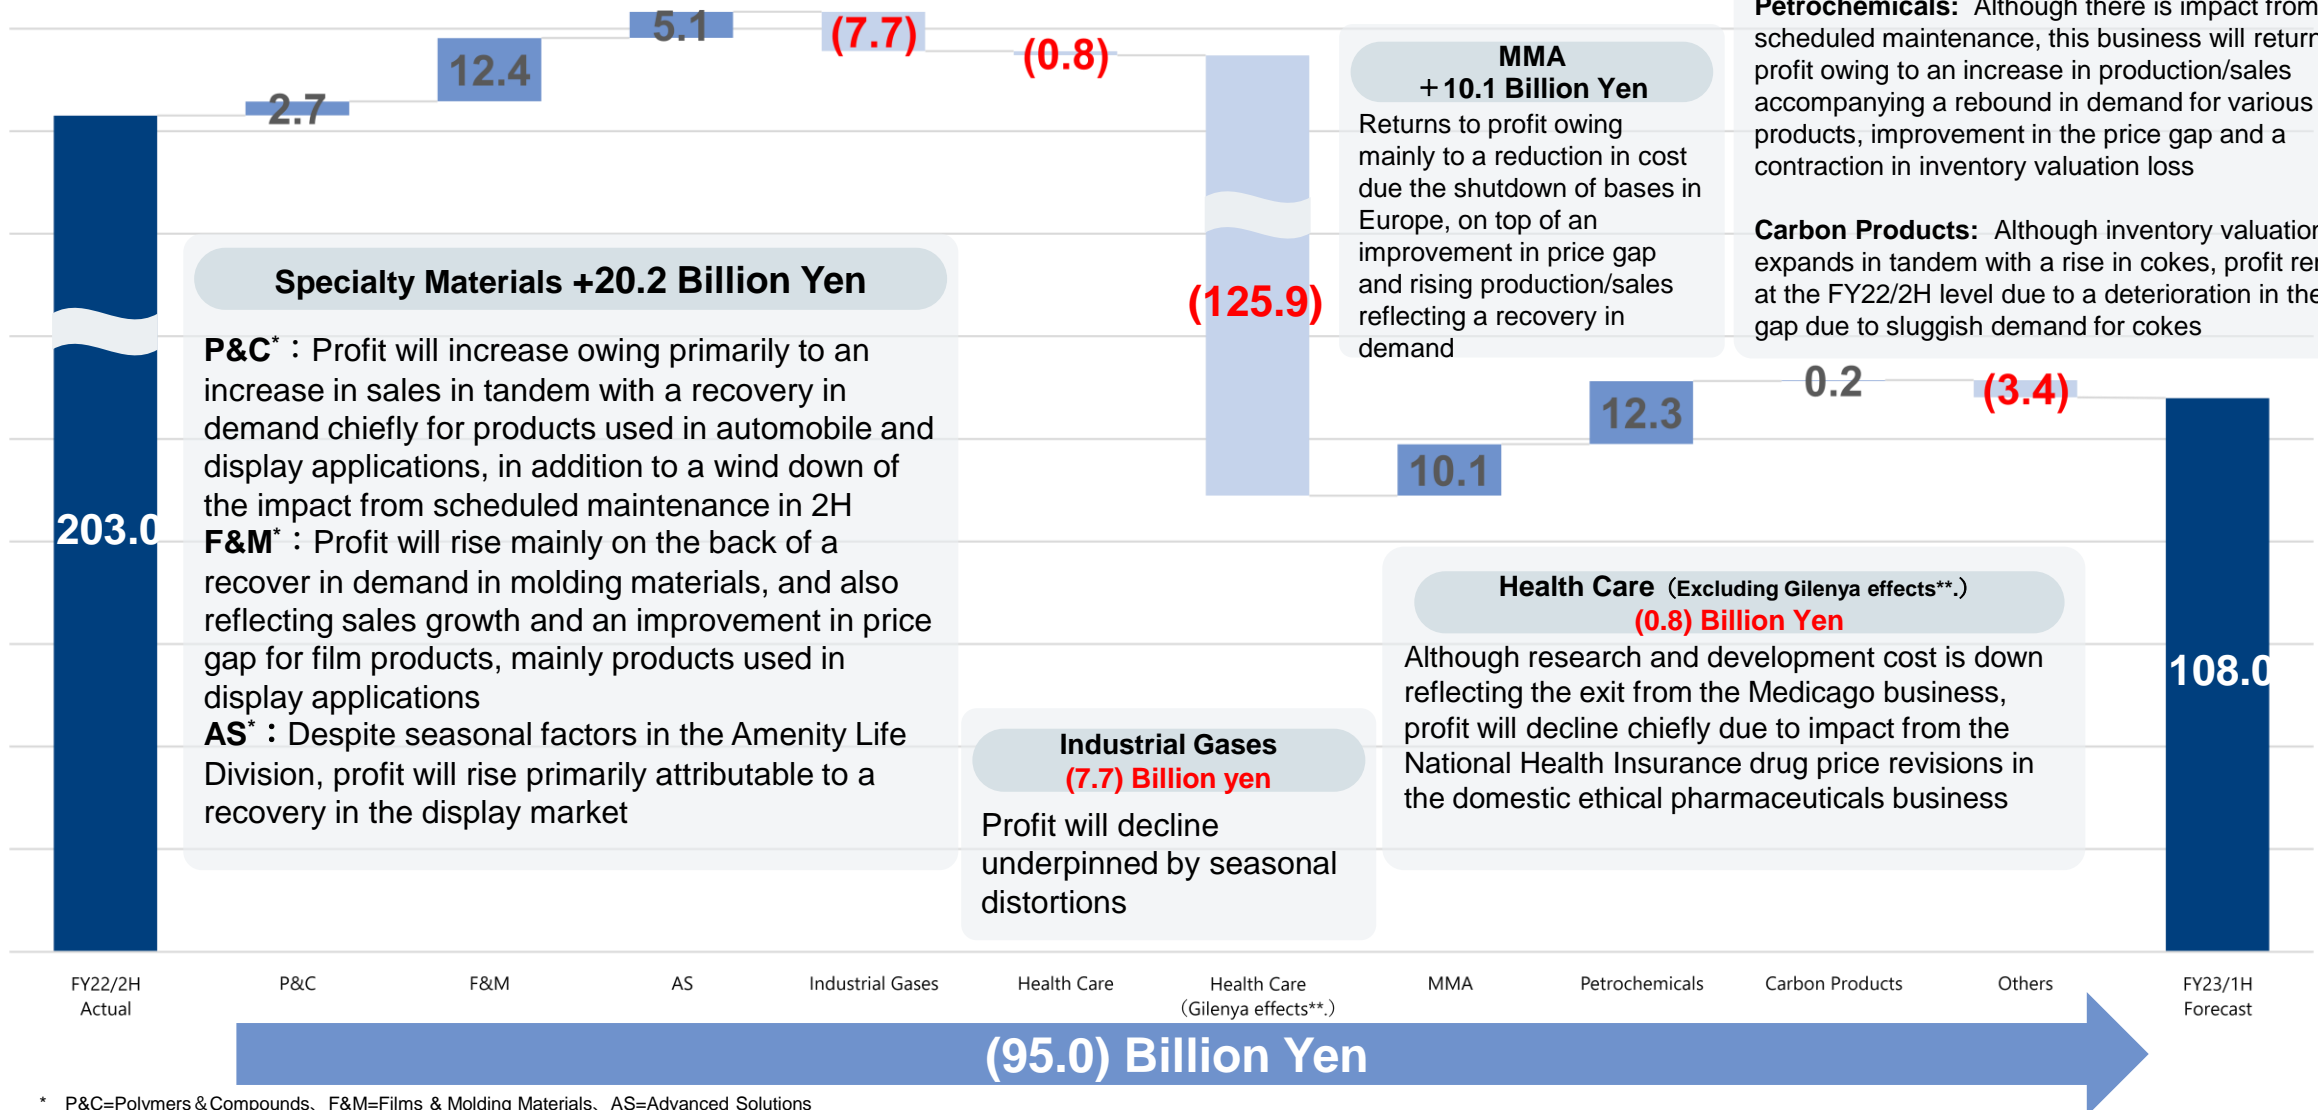 5.1
(7.7)
12.4
(0.8)
2.7
MMA
+10.1 Billion Yen
Returns to profit owing
mainly to a reduction in cost
due the shutdown of bases in
Europe, on top of an
improvement in price gap
and rising production/sales
reflecting a recovery in
demand
Petrochemicals: Although there is impact from
scheduled maintenance, this business will return
profit owing to an increase in production/sales
accompanying a rebound in demand for various
products, improvement in the price gap and a
contraction in inventory valuation loss
Carbon Products: Although inventory valuation
expands in tandem with a rise in cokes, profit
at the FY22/2H level due to a deterioration in the
gap due to sluggish demand for cokes
Specialty Materials +20.2 Billion Yen
P&C*：Profit will increase owing primarily to an
increase in sales in tandem with a recovery in
demand chiefly for products used in automobile and
display applications, in addition to a wind down of
the impact from scheduled maintenance in 2H
F&M*：Profit will rise mainly on the back of a
recover in demand in molding materials, and also
reflecting sales growth and an improvement in price
gap for film products, mainly products used in
display applications
AS*：Despite seasonal factors in the Amenity Life
Division, profit will rise primarily attributable to a
recovery in the display market
(125.9)
10.1
12.3
0.2
(3.4)
203.0
108.0
Industrial Gases
(7.7) Billion yen
Profit will decline
underpinned by seasonal
distortions
Health Care（Excluding Gilenya effects**.）
(0.8) Billion Yen
Although research and development cost is down
reflecting the exit from the Medicago business,
profit will decline chiefly due to impact from the
National Health Insurance drug price revisions in
the domestic ethical pharmaceuticals business
FY22/2H
Actual
P&C
F&M
AS
Industrial Gases
Health Care
Health Care
（Gilenya effects**.）
MMA
Petrochemicals
Carbon Products
Others
FY23/1H
Forecast
(95.0) Billion Yen
* P&C=Polymers＆Compounds、F&M=Films & Molding Materials、AS=Advanced Solutions